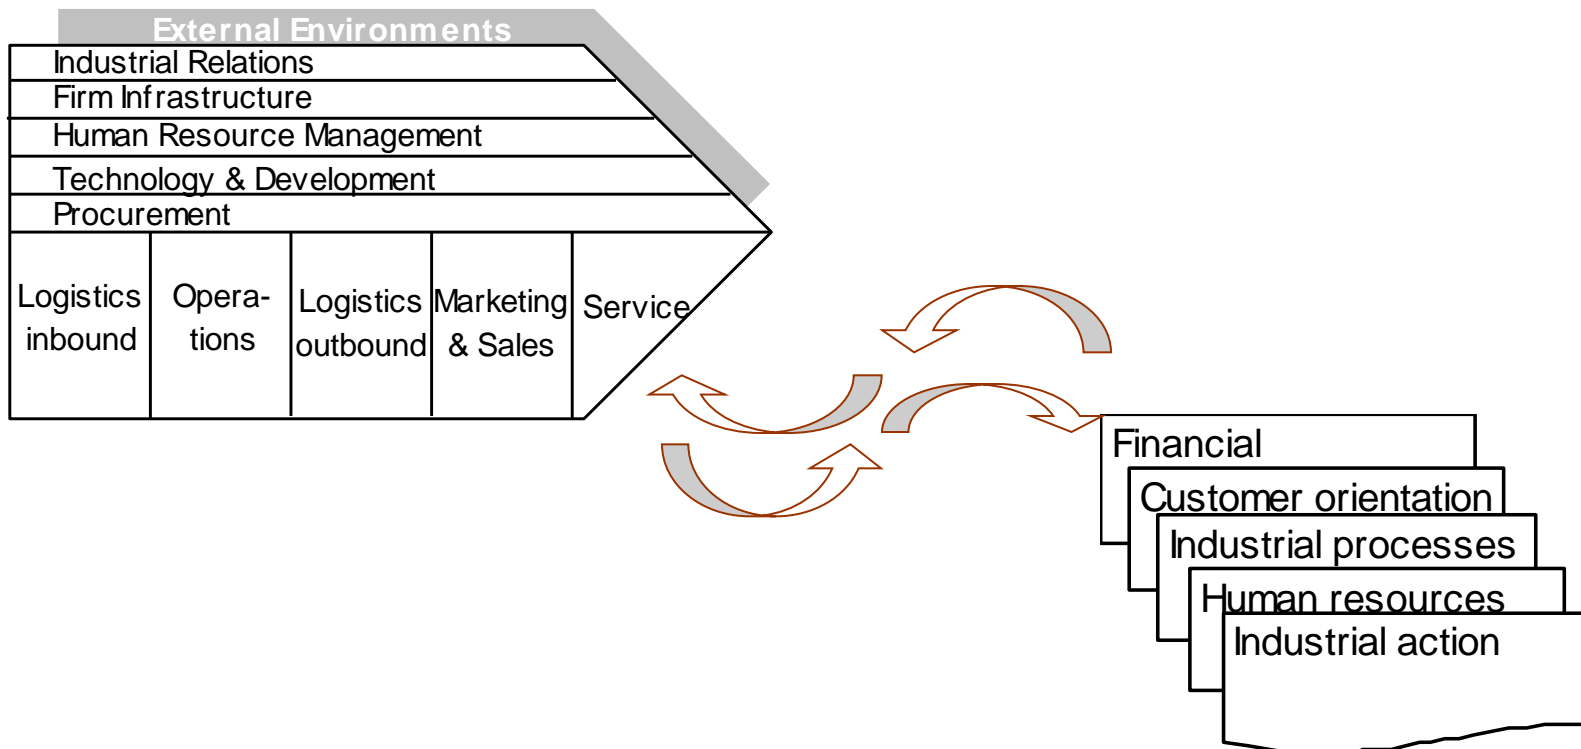 External Environments
Industrial Relations
Firm Infrastructure
Human Resource Management
Technology & Development
Procurement
Logistics
inbound
Opera-
tions
Logistics
outbound
Marketing
& Sales
Service
Financial
Customer orientation
Industrial processes
Human resources
Industrial action